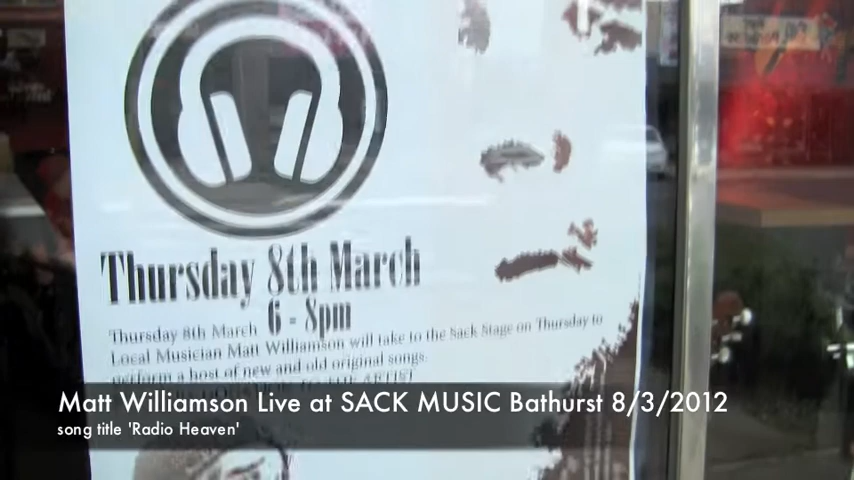 Thursday 8th March
6 - 8pm
Thursday 8th March
Local Musician Matt Williamson will take to the Sack Stage on Thursday to
perform a host of new and old original songs.
Matt Williamson Live at SACK MUSIC Bathurst 8/3/2012
song title 'Radio Heaven'